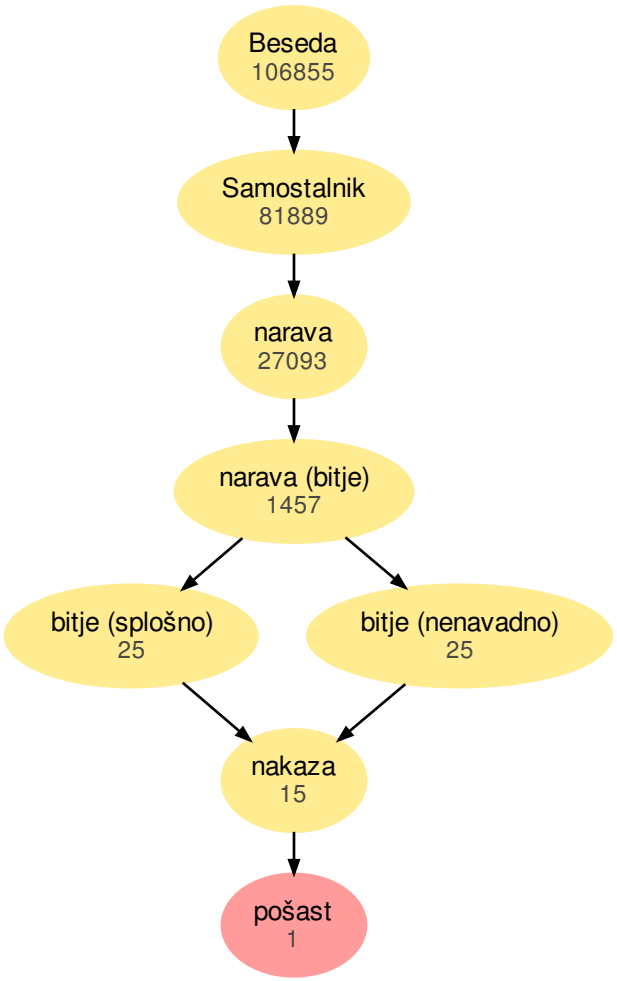 Beseda
106855
Samostalnik
81889
narava
27093
narava (bitje)
1457
bitje (splošno)
25
bitje (nenavadno)
25
nakaza
15
pošast
1